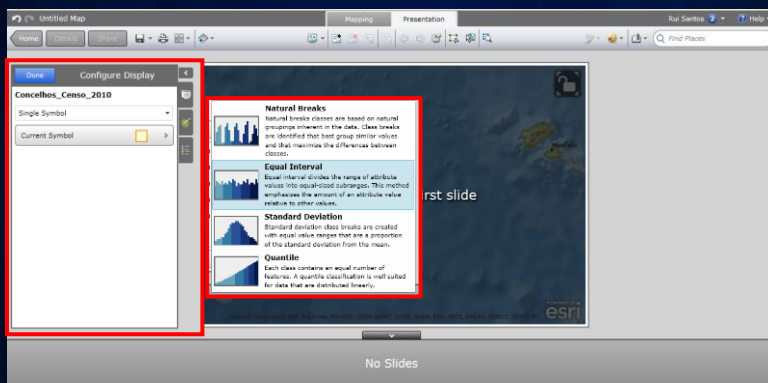 Untitled Map
Mapping
Presentation
Rui Santos
Help
Home
Details
Share
Find Places
Done
Configure Display
Concelhos_Censo_2010
Single Symbol
Current Symbol
Natural Breaks
Natural breaks classes are based on natural
groupings inherent in the data. Class breaks
are identified that best group similar values
and that maximize the differences between
classes.
Equal Interval
Equal interval divides the range of attribute
values into equal-sized subranges. This method
emphasizes the amount of an attribute value
relative to other values.
Standard Deviation
Standard deviation class breaks are created
with equal value ranges that are a proportion
of the standard deviation from the mean.
Quantile
Each class contains an equal number of
features. A quantile classification is well suited
for data that are distributed linearly.
irst slide
esri
No Slides